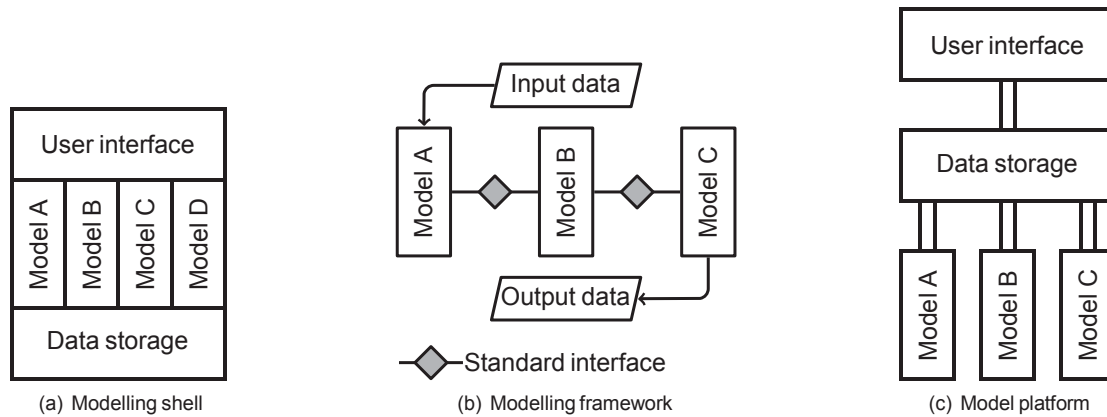 User interface
Model A
Model B
Model C
Model D
Data storage
(a) Modelling shell
Input data
Model A
Model B
Model C
Output data
Standard interface
(b) Modelling framework
User interface
Data storage
Model A
Model B
Model C
(c) Model platform